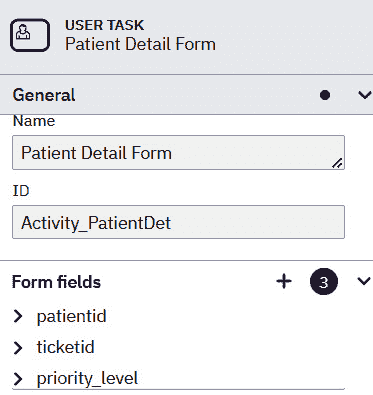 USER TASK
Patient Detail Form
General
Name
Patient Detail Form
ID
Activity_PatientDet
Form fields
3
patientid
ticketid
priority_level